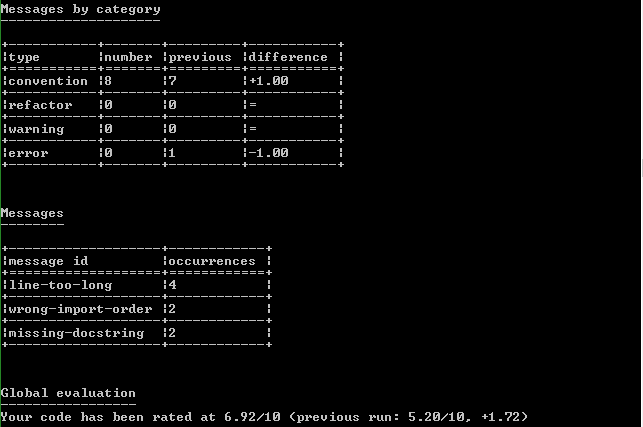 Messages by category
--------------------
+-----------+-------+---------+-----------+
¦type       ¦number ¦previous ¦difference ¦
+===========+=======+=========+===========+
¦convention ¦8      ¦7        ¦+1.00      ¦
+-----------+-------+---------+-----------+
¦refactor   ¦0      ¦0        ¦=          ¦
+-----------+-------+---------+-----------+
¦warning    ¦0      ¦0        ¦=          ¦
+-----------+-------+---------+-----------+
¦error      ¦0      ¦1        ¦-1.00      ¦
+-----------+-------+---------+-----------+
Messages
--------
+-------------------+------------+
¦message id         ¦occurrences ¦
+===================+============+
¦line-too-long      ¦4           ¦
+-------------------+------------+
¦wrong-import-order ¦2           ¦
+-------------------+------------+
¦missing-docstring  ¦2           ¦
+-------------------+------------+
Global evaluation
-----------------
Your code has been rated at 6.92/10 (previous run: 5.20/10, +1.72)